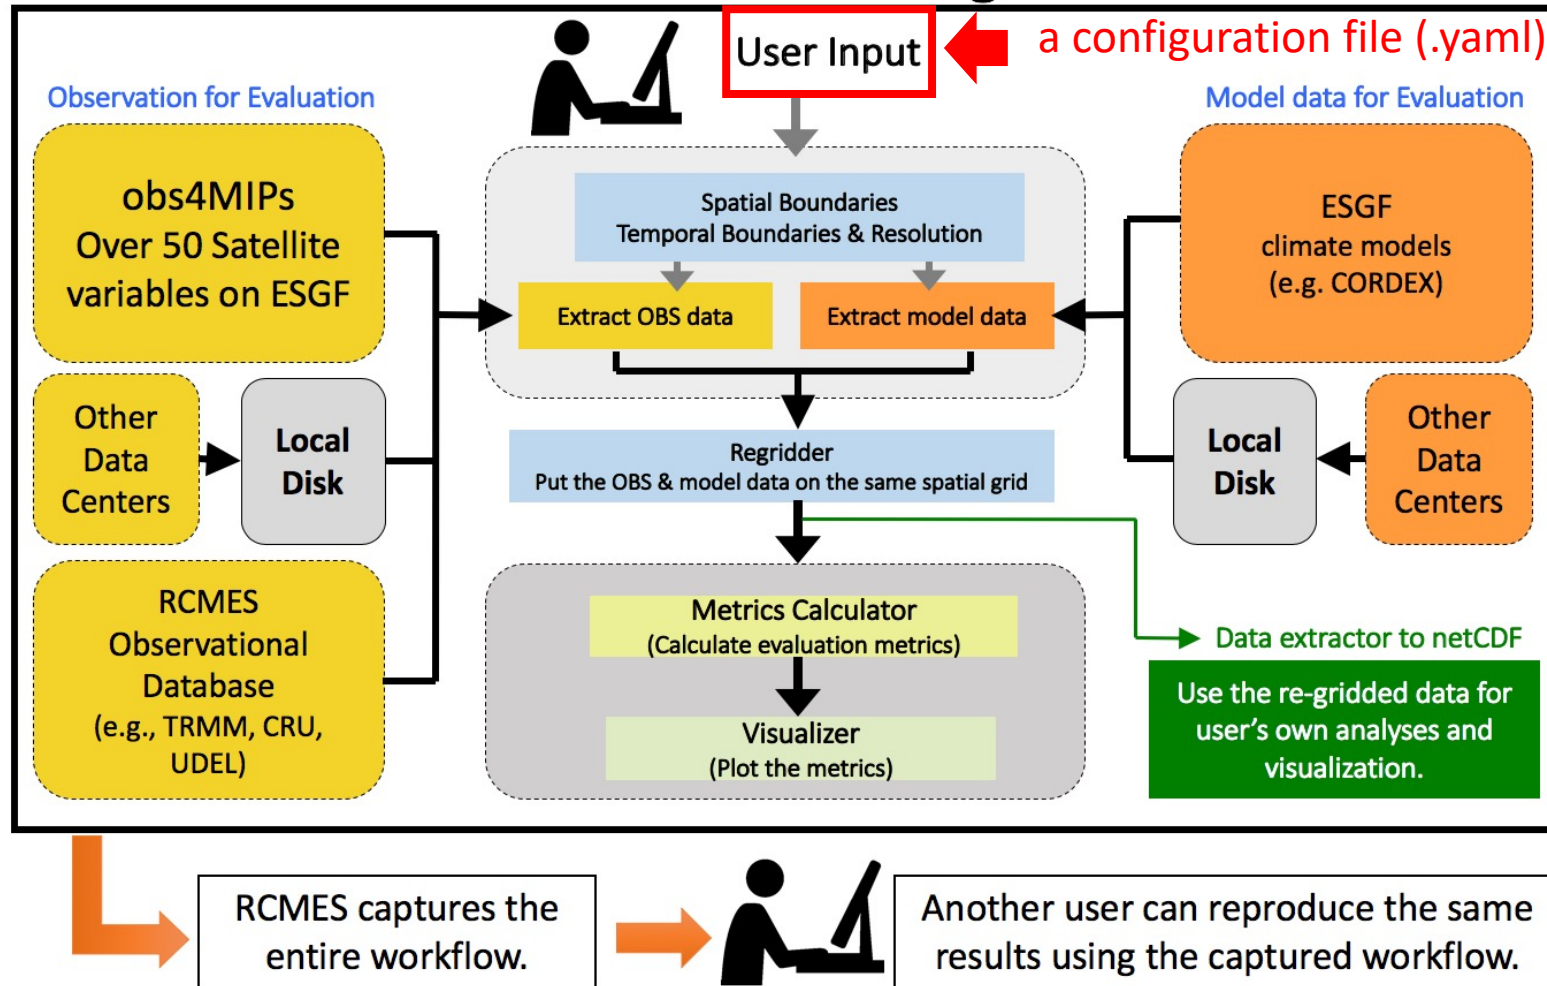 User Input
a configuration file (.yaml)
Observation for Evaluation
Model data for Evaluation
obs4MIPs
Over 50 Satellite
variables on ESGF
Spatial Boundaries
Temporal Boundaries & Resolution
Extract OBS data
Extract model data
ESGF
climate models
(e.g. CORDEX)
Other
Data
Centers
Local
Disk
Regridder
Put the OBS & model data on the same spatial grid
Local
Disk
Other
Data
Centers
RCMES
Observational
Database
(e.g., TRMM, CRU,
UDEL)
Metrics Calculator
(Calculate evaluation metrics)
Visualizer
(Plot the metrics)
Data extractor to netCDF
Use the re-gridded data for
user’s own analyses and
visualization.
RCMES captures the
entire workflow.
Another user can reproduce the same
results using the captured workflow.